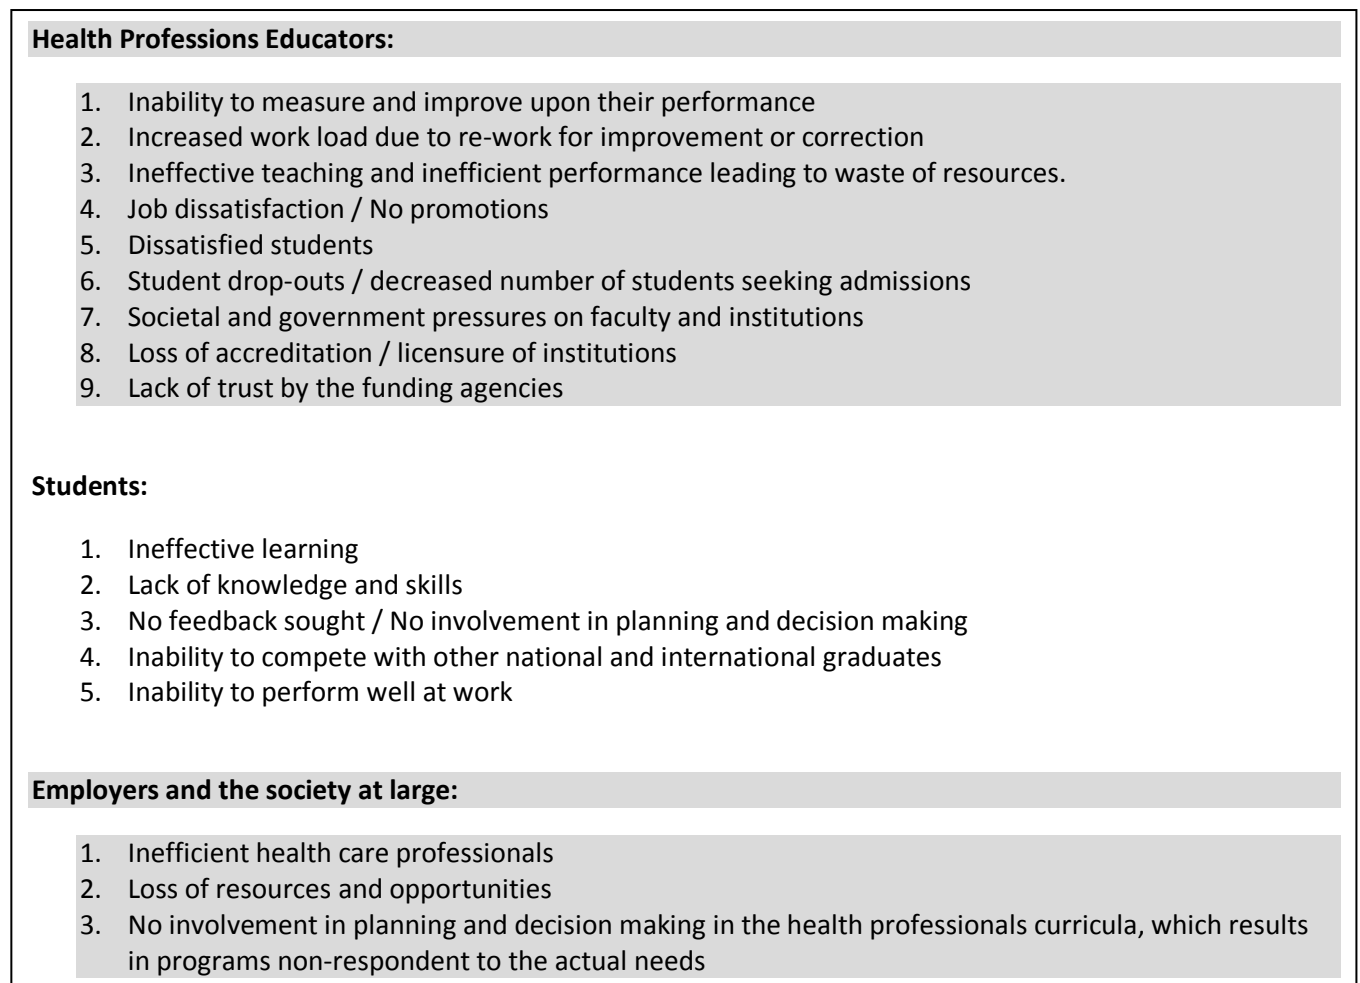 Health Professions Educators:
1. Inability to measure and improve upon their performance
2. Increased work load due to re-work for improvement or correction
3. Ineffective teaching and inefficient performance leading to waste of resources.
4. Job dissatisfaction / No promotions
5. Dissatisfied students
6. Student drop-outs / decreased number of students seeking admissions
7. Societal and government pressures on faculty and institutions
8. Loss of accreditation / licensure of institutions
9. Lack of trust by the funding agencies
Students:
1. Ineffective learning
2. Lack of knowledge and skills
3. No feedback sought / No involvement in planning and decision making
4. Inability to compete with other national and international graduates
5. Inability to perform well at work
Employers and the society at large:
1. Inefficient health care professionals
2. Loss of resources and opportunities
3. No involvement in planning and decision making in the health professionals curricula, which results
in programs non-respondent to the actual needs